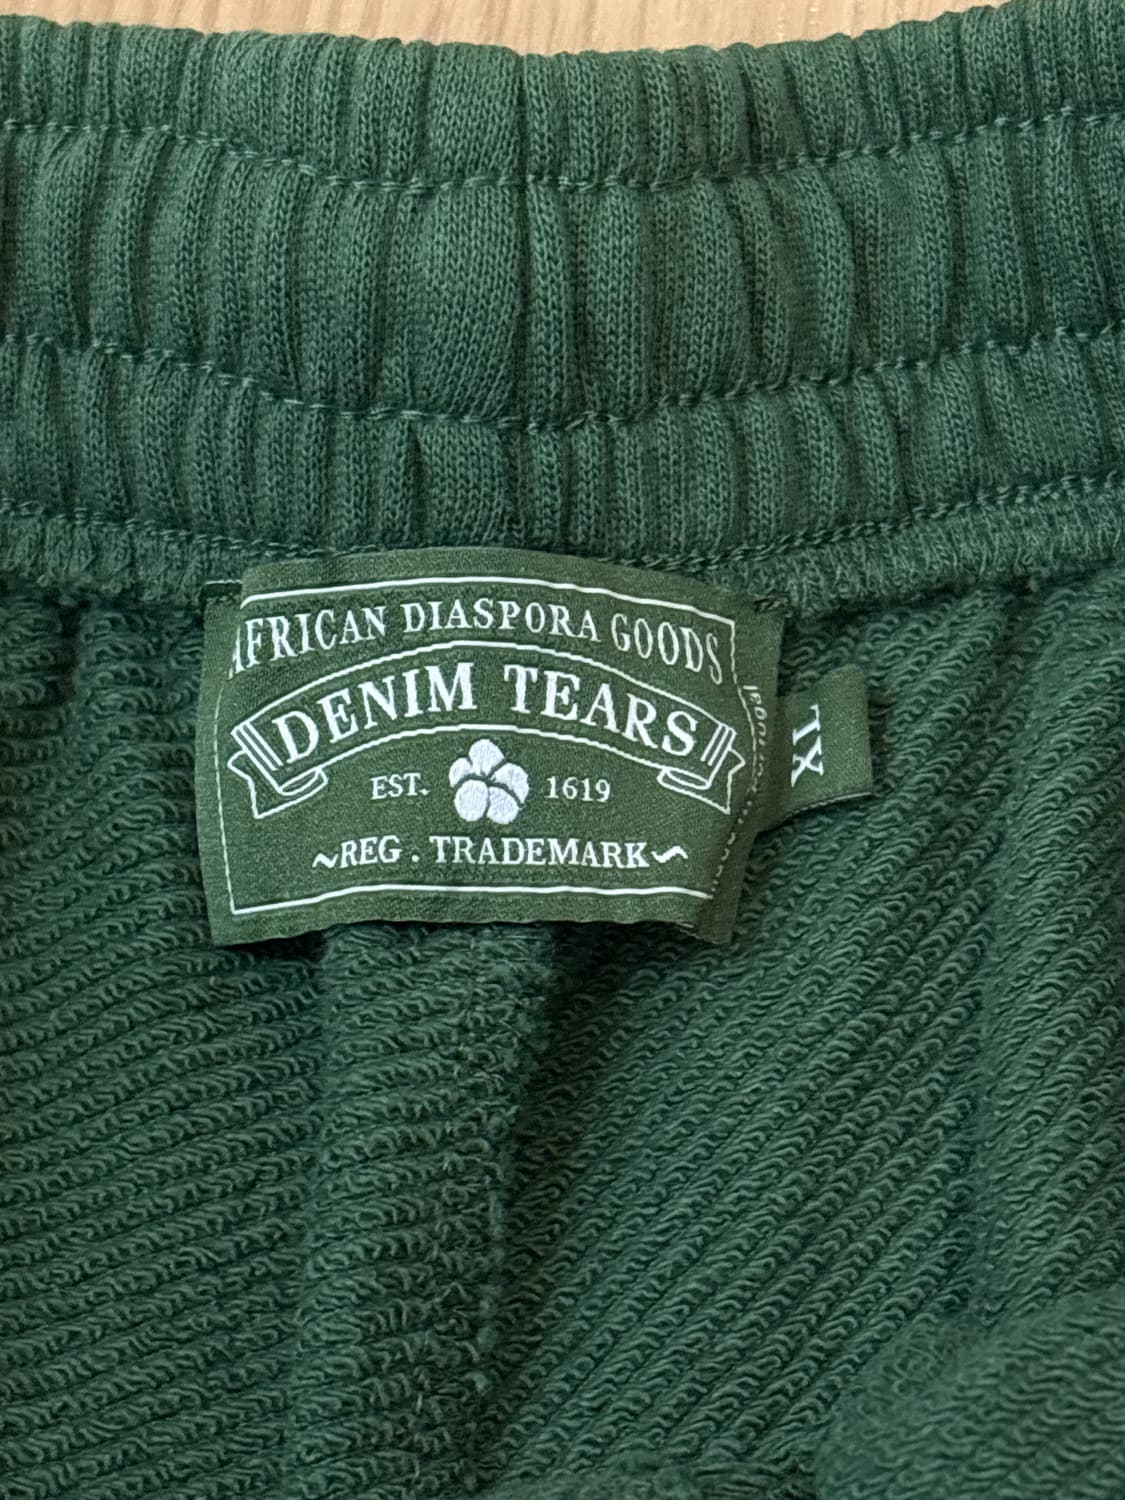 AFRICAN DIASPORA GOODS
DENIM TEARS
EST. 1619
~REG. TRADEMARK~
XL